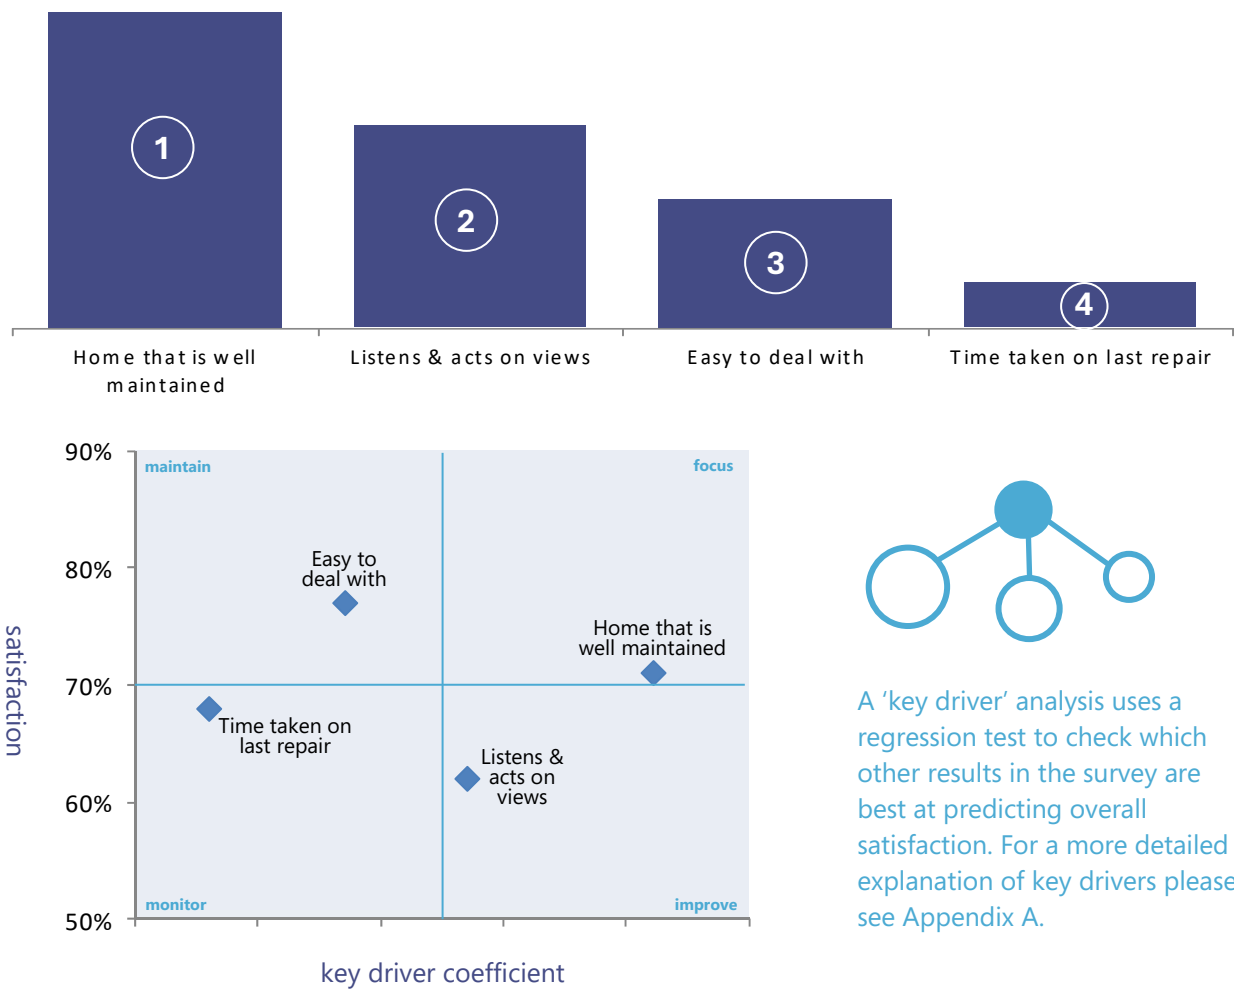 1
2
3
4
Home that is well
maintained
Listens & acts on views
Easy to deal with
Time taken on last repair
90%
80%
70%
60%
50%
satisfaction
maintain
focus
Easy to
deal with
Home that is
well maintained
Time taken on
last repair
Listens &
acts on
views
monitor
improve
key driver coefficient
A ‘key driver’ analysis uses a
regression test to check which
other results in the survey are
best at predicting overall
satisfaction. For a more detailed
explanation of key drivers please
see Appendix A.